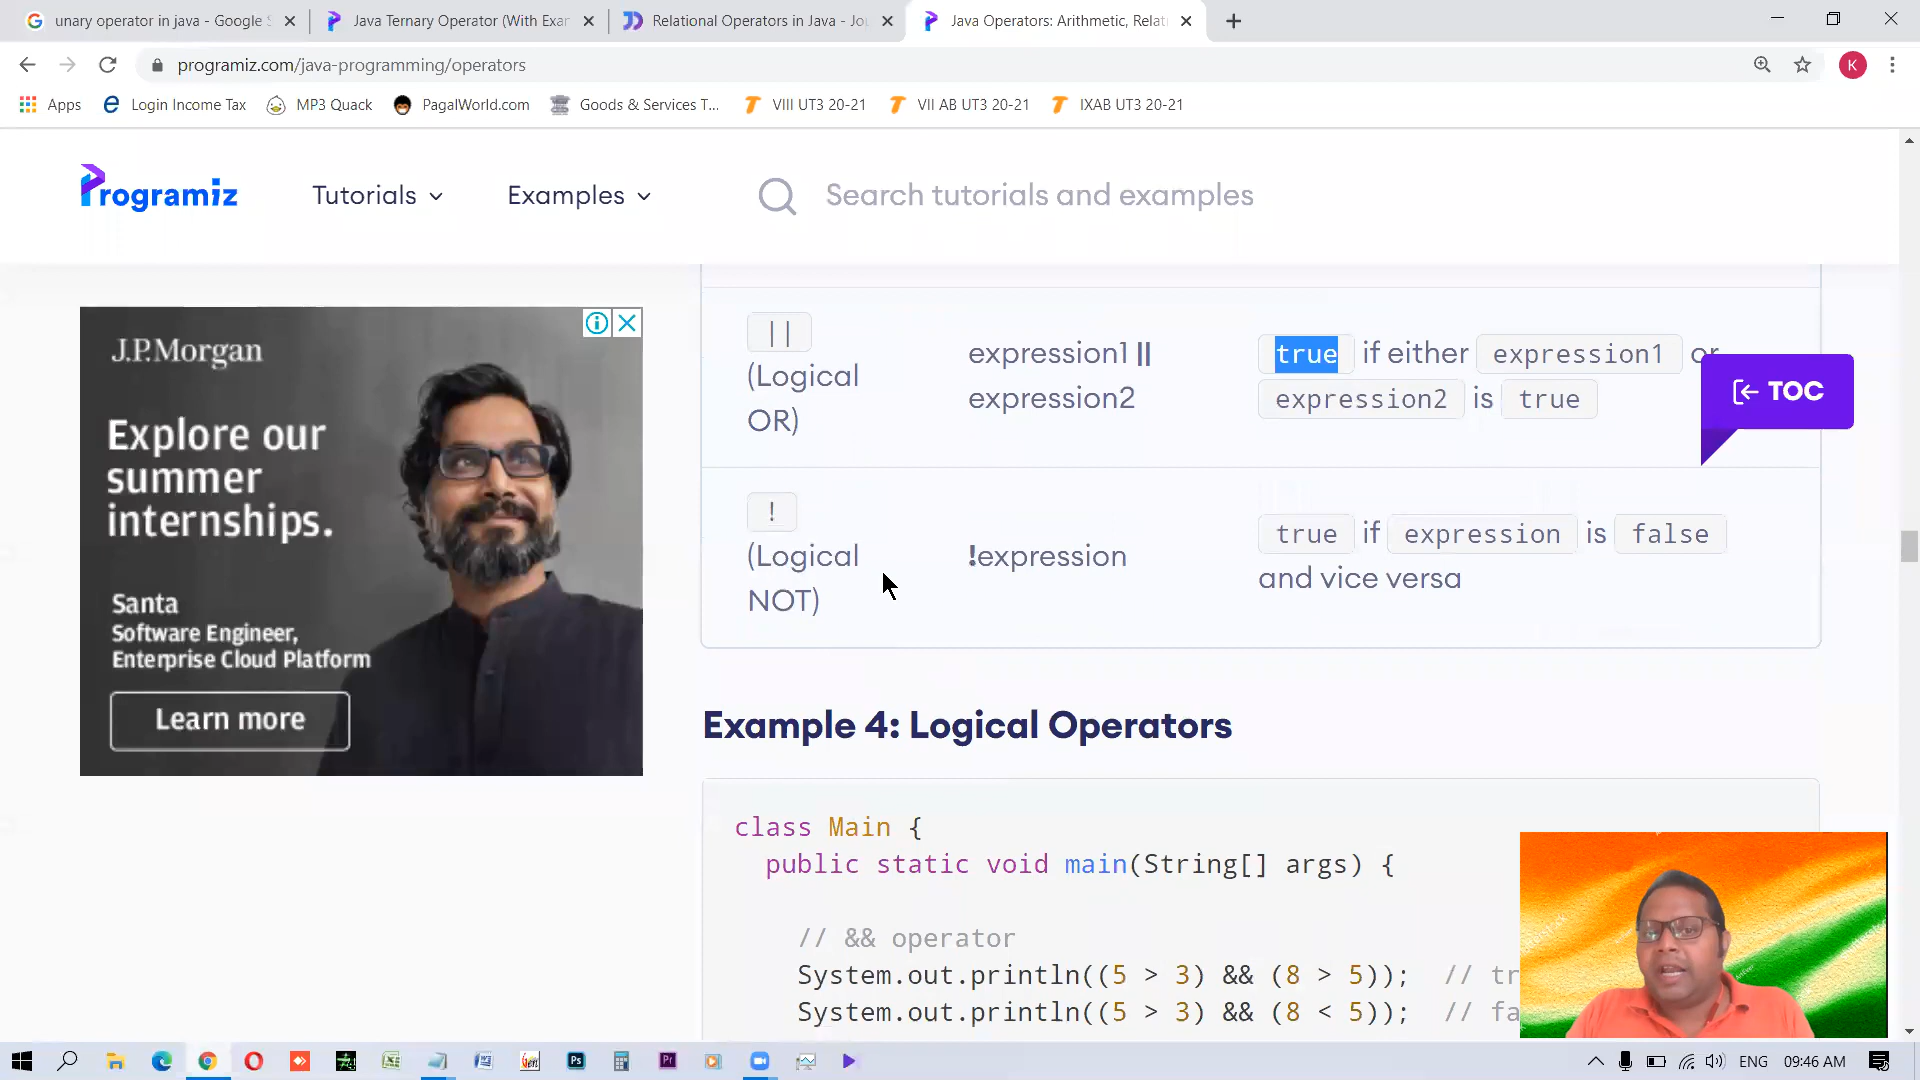 unary operator in java - Google S
Java Ternary Operator (With Exar
Relational Operators in Java - Jou
Java Operators: Arithmetic, Relati
programiz.com/java-programming/operators
K
Apps
Login Income Tax
MP3 Quack
PagalWorld.com
Goods & Services T...
VIII UT3 20-21
VII AB UT3 20-21
IXAB UT3 20-21
Programiz
Tutorials
Examples
Search tutorials and examples
J.P.Morgan
Explore our
summer
internships.
Santa
Software Engineer,
Enterprise Cloud Platform
Learn more
||
(Logical
OR)
expression1 ||
expression2
true if either expression1 or
expression2 is true
TOC
!
(Logical
NOT)
!expression
true if expression is false
and vice versa
Example 4: Logical Operators
class Main {
public static void main(String[] args) {
// && operator
System.out.println((5 > 3) && (8 > 5)); // tr
System.out.println((5 > 3) && (8 < 5)); // fa
ENG
09:46 AM